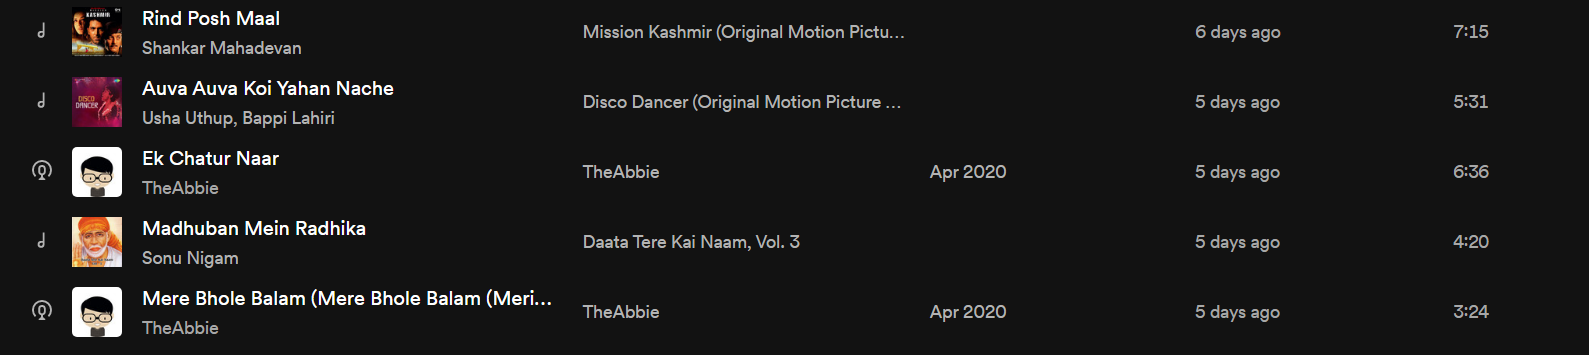 Rind Posh Maal
Shankar Mahadevan
Mission Kashmir (Original Motion Pictu...
6 days ago
7:15
Auva Auva Koi Yahan Nache
Usha Uthup, Bappi Lahiri
Disco Dancer (Original Motion Picture ...
5 days ago
5:31
Ek Chatur Naar
TheAbbie
TheAbbie
Apr 2020
5 days ago
6:36
Madhuban Mein Radhika
Sonu Nigam
Daata Tere Kai Naam, Vol. 3
5 days ago
4:20
Mere Bhole Balam (Mere Bhole Balam (Meri...
TheAbbie
TheAbbie
Apr 2020
5 days ago
3:24
KASHMIR
DISCO
DANCER